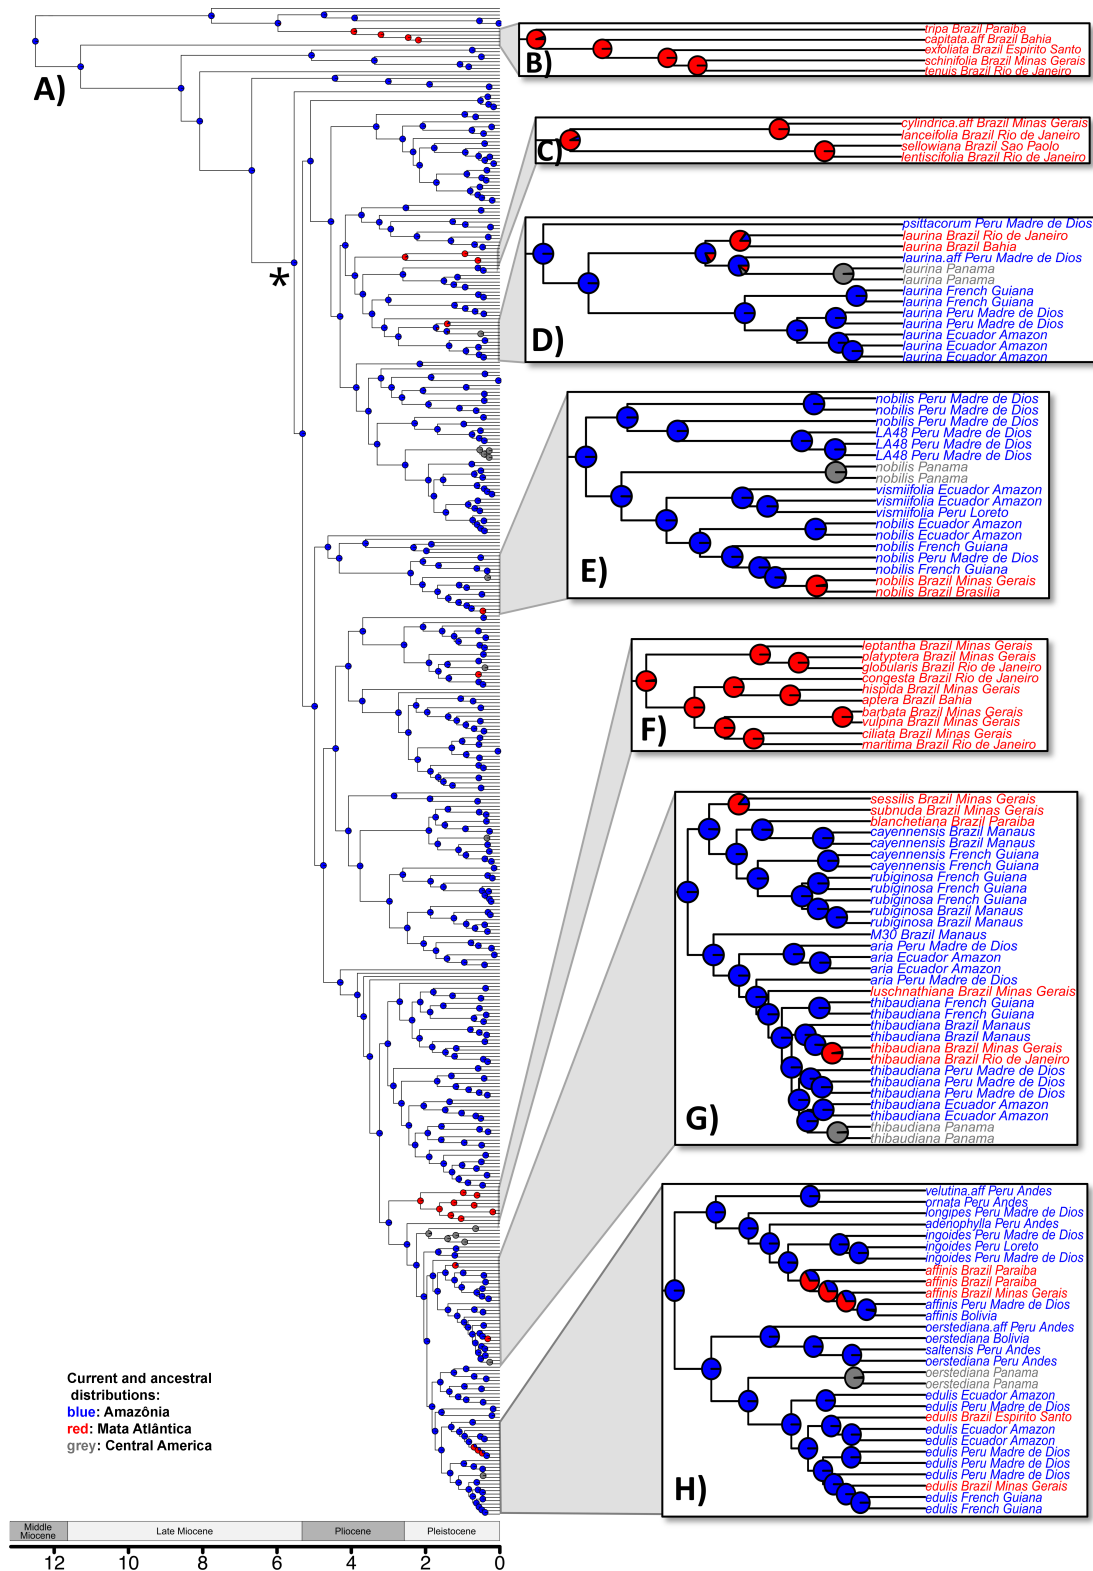 A)
*
B)
tripa Brazil Paraiba
capitata.aff Brazil Bahia
exfoliata Brazil Espirito Santo
schinifolia Brazil Minas Gerais
tenuis Brazil Rio de Janeiro
C)
cylindrica.aff Brazil Minas Gerais
lanceifolia Brazil Rio de Janeiro
sellowiana Brazil Sao Paolo
lentiscifolia Brazil Rio de Janeiro
D)
psittacorum Peru Madre de Dios
laurina Brazil Rio de Janeiro
laurina Brazil Bahia
laurina.aff Peru Madre de Dios
laurina Panama
laurina Panama
laurina French Guiana
laurina French Guiana
laurina Peru Madre de Dios
laurina Peru Madre de Dios
laurina Ecuador Amazon
laurina Ecuador Amazon
laurina Ecuador Amazon
E)
nobilis Peru Madre de Dios
nobilis Peru Madre de Dios
nobilis Peru Madre de Dios
LA48 Peru Madre de Dios
LA48 Peru Madre de Dios
LA48 Peru Madre de Dios
nobilis Panama
nobilis Panama
vismiifolia Ecuador Amazon
vismiifolia Ecuador Amazon
vismiifolia Peru Loreto
nobilis Ecuador Amazon
nobilis Ecuador Amazon
nobilis French Guiana
nobilis Peru Madre de Dios
nobilis French Guiana
nobilis Brazil Minas Gerais
nobilis Brazil Brasilia
F)
leptantha Brazil Minas Gerais
platyptera Brazil Minas Gerais
globularis Brazil Rio de Janeiro
congesta Brazil Rio de Janeiro
hispida Brazil Minas Gerais
aptera Brazil Bahia
barbata Brazil Minas Gerais
vulpina Brazil Minas Gerais
ciliata Brazil Minas Gerais
maritima Brazil Rio de Janeiro
G)
sessilis Brazil Minas Gerais
subnuda Brazil Minas Gerais
blanchetiana Brazil Paraiba
cayennensis Brazil Manaus
cayennensis Brazil Manaus
cayennensis French Guiana
cayennensis French Guiana
rubiginosa French Guiana
rubiginosa French Guiana
rubiginosa French Guiana
rubiginosa Brazil Manaus
rubiginosa Brazil Manaus
M30 Brazil Manaus
aria Peru Madre de Dios
aria Ecuador Amazon
aria Ecuador Amazon
aria Peru Madre de Dios
luschnathiana Brazil Minas Gerais
thibaudiana French Guiana
thibaudiana French Guiana
thibaudiana Brazil Manaus
thibaudiana Brazil Manaus
thibaudiana Brazil Minas Gerais
thibaudiana Brazil Rio de Janeiro
thibaudiana Peru Madre de Dios
thibaudiana Peru Madre de Dios
thibaudiana Peru Madre de Dios
thibaudiana Ecuador Amazon
thibaudiana Ecuador Amazon
thibaudiana Panama
thibaudiana Panama
H)
velutina.aff Peru Andes
ornata Peru Andes
longipes Peru Madre de Dios
adenophylla Peru Andes
ingoides Peru Madre de Dios
ingoides Peru Loreto
ingoides Peru Madre de Dios
affinis Brazil Paraiba
affinis Brazil Paraiba
affinis Brazil Minas Gerais
affinis Peru Madre de Dios
affinis Bolivia
oerstediana.aff Peru Andes
oerstediana Bolivia
saltensis Peru Andes
oerstediana Peru Andes
oerstediana Panama
oerstediana Panama
edulis Ecuador Amazon
edulis Peru Madre de Dios
edulis Brazil Espirito Santo
edulis Ecuador Amazon
edulis Ecuador Amazon
edulis Peru Madre de Dios
edulis Peru Madre de Dios
edulis Peru Madre de Dios
edulis Brazil Minas Gerais
edulis French Guiana
edulis French Guiana
Current and ancestral
distributions:
blue: Amazônia
red: Mata Atlântica
grey: Central America
Middle
Miocene
Late Miocene
Pliocene
Pleistocene
12 10 8 6 4 2 0